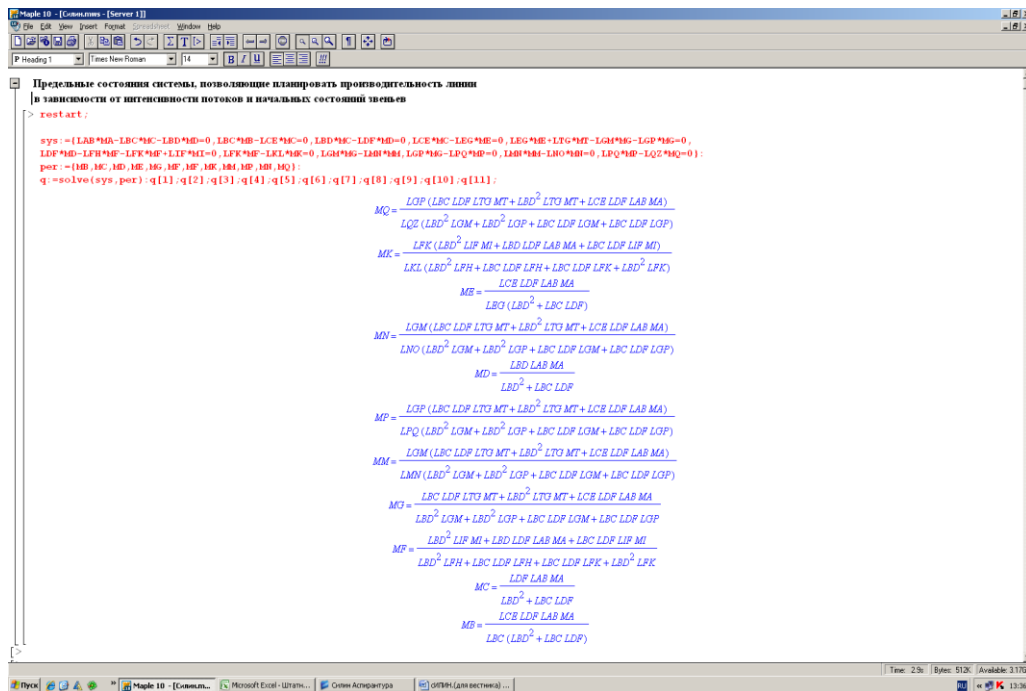 Maple 10 - [Силин.mws - [Server 1]]
File Edit View Insert Format Spreadsheet Window Help
P Heading 1 Times New Roman 14 B I U
Предельные состояния системы, позволяющие планировать производительность линии
в зависимости от интенсивности потоков и начальных состояний звеньев
> restart;
sys:={LAB*MA-LBC*MC-LBD*MD=0,LBC*MB-LCE*MC=0,LBD*MC-LDF*MD=0,LCE*MC-LEG*ME=0,LEG*ME+LTG*MT-LGM*MG-LGP*MG=0,
LDF*MD-LFH*MF-LFK*MF+LIF*MI=0,LFK*MF-LKL*MK=0,LGM*MG-LMN*MM,LGP*MG-LPQ*MP=0,LMN*MM-LNO*MN=0,LPQ*MP-LQZ*MQ=0}:
per:={MB,MC,MD,ME,MG,MF,MF,MK,MM,MP,MN,MQ}:
q:=solve(sys,per):q[1];q[2];q[3];q[4];q[5];q[6];q[7];q[8];q[9];q[10];q[11];
MQ = LGP (LBC LDF LTG MT + LBD^2 LTG MT + LCE LDF LAB MA) / LQZ (LBD^2 LGM + LBD^2 LGP + LBC LDF LGM + LBC LDF LGP)
MK = LFK (LBD^2 LIF MI + LBD LDF LAB MA + LBC LDF LIF MI) / LKL (LBD^2 LFH + LBC LDF LFH + LBC LDF LFK + LBD^2 LFK)
ME = LCE LDF LAB MA / LEG (LBD^2 + LBC LDF)
MN = LGM (LBC LDF LTG MT + LBD^2 LTG MT + LCE LDF LAB MA) / LNO (LBD^2 LGM + LBD^2 LGP + LBC LDF LGM + LBC LDF LGP)
MD = LBD LAB MA / LBD^2 + LBC LDF
MP = LGP (LBC LDF LTG MT + LBD^2 LTG MT + LCE LDF LAB MA) / LPQ (LBD^2 LGM + LBD^2 LGP + LBC LDF LGM + LBC LDF LGP)
MM = LGM (LBC LDF LTG MT + LBD^2 LTG MT + LCE LDF LAB MA) / LMN (LBD^2 LGM + LBD^2 LGP + LBC LDF LGM + LBC LDF LGP)
MG = LBC LDF LTG MT + LBD^2 LTG MT + LCE LDF LAB MA / LBD^2 LGM + LBD^2 LGP + LBC LDF LGM + LBC LDF LGP
MF = LBD^2 LIF MI + LBD LDF LAB MA + LBC LDF LIF MI / LBD^2 LFH + LBC LDF LFH + LBC LDF LFK + LBD^2 LFK
MC = LDF LAB MA / LBD^2 + LBC LDF
MB = LCE LDF LAB MA / LBC (LBD^2 + LBC LDF)
>
Time: 2.9s Bytes: 512K Available: 3.17G
Пуск Maple 10 - [Силин.m... Microsoft Excel - Штатн... Силин Аспирантура сИЛИН.(для вестника) ... RU 13:36